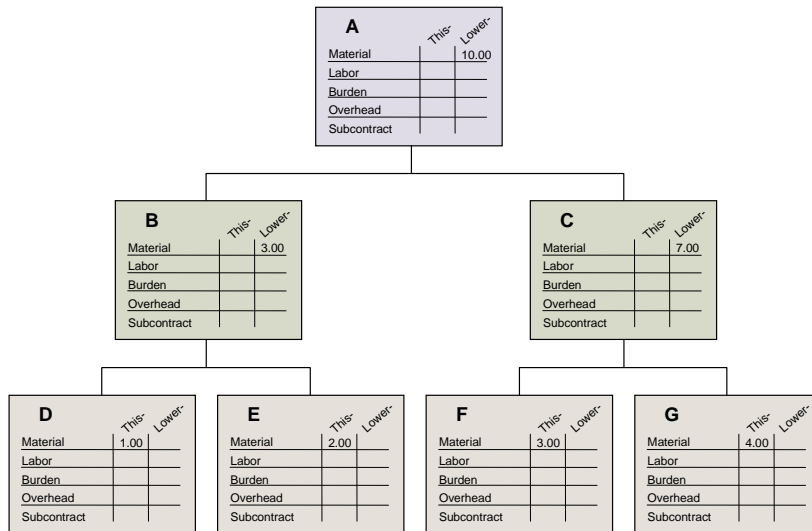 A
This-
Lower-
Material 10.00
Labor
Burden
Overhead
Subcontract
B
This-
Lower-
Material 3.00
Labor
Burden
Overhead
Subcontract
C
This-
Lower-
Material 7.00
Labor
Burden
Overhead
Subcontract
D
This-
Lower-
Material 1.00
Labor
Burden
Overhead
Subcontract
E
This-
Lower-
Material 2.00
Labor
Burden
Overhead
Subcontract
F
This-
Lower-
Material 3.00
Labor
Burden
Overhead
Subcontract
G
This-
Lower-
Material 4.00
Labor
Burden
Overhead
Subcontract